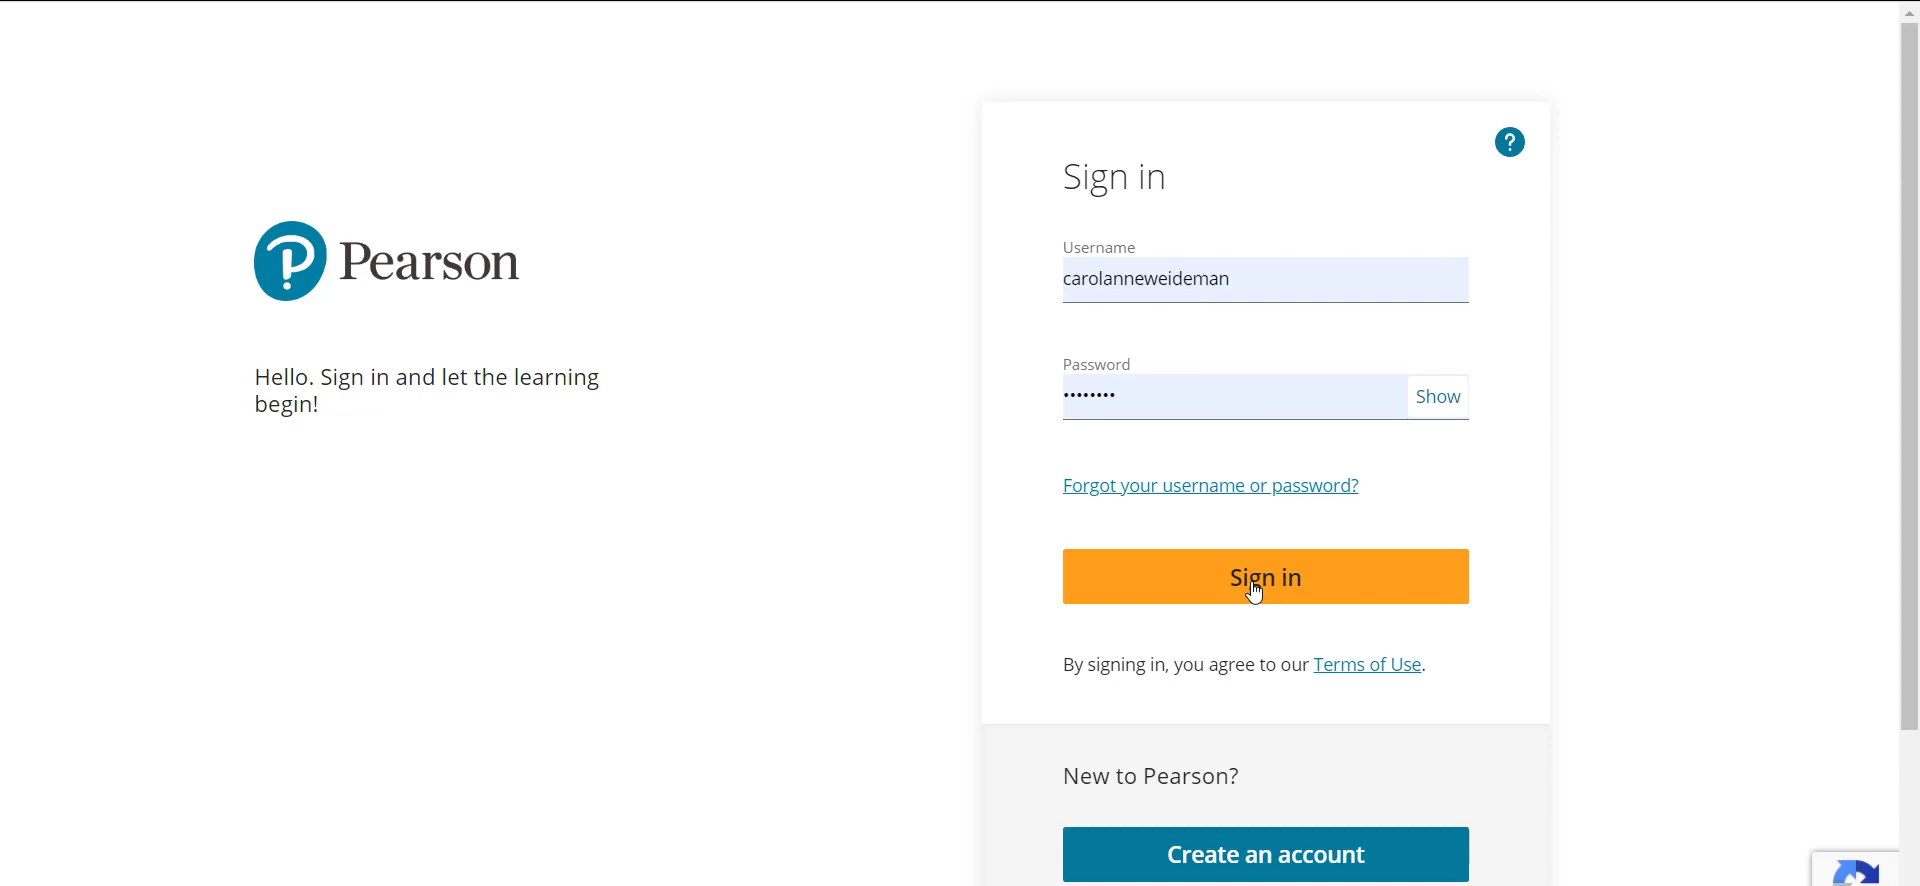 ?
Sign in
Username
carolanneweideman
Pearson
Password
Hello. Sign in and let the learning
begin!
••••••••
Show
Forgot your username or password?
Sign in
By signing in, you agree to our Terms of Use.
New to Pearson?
Create an account